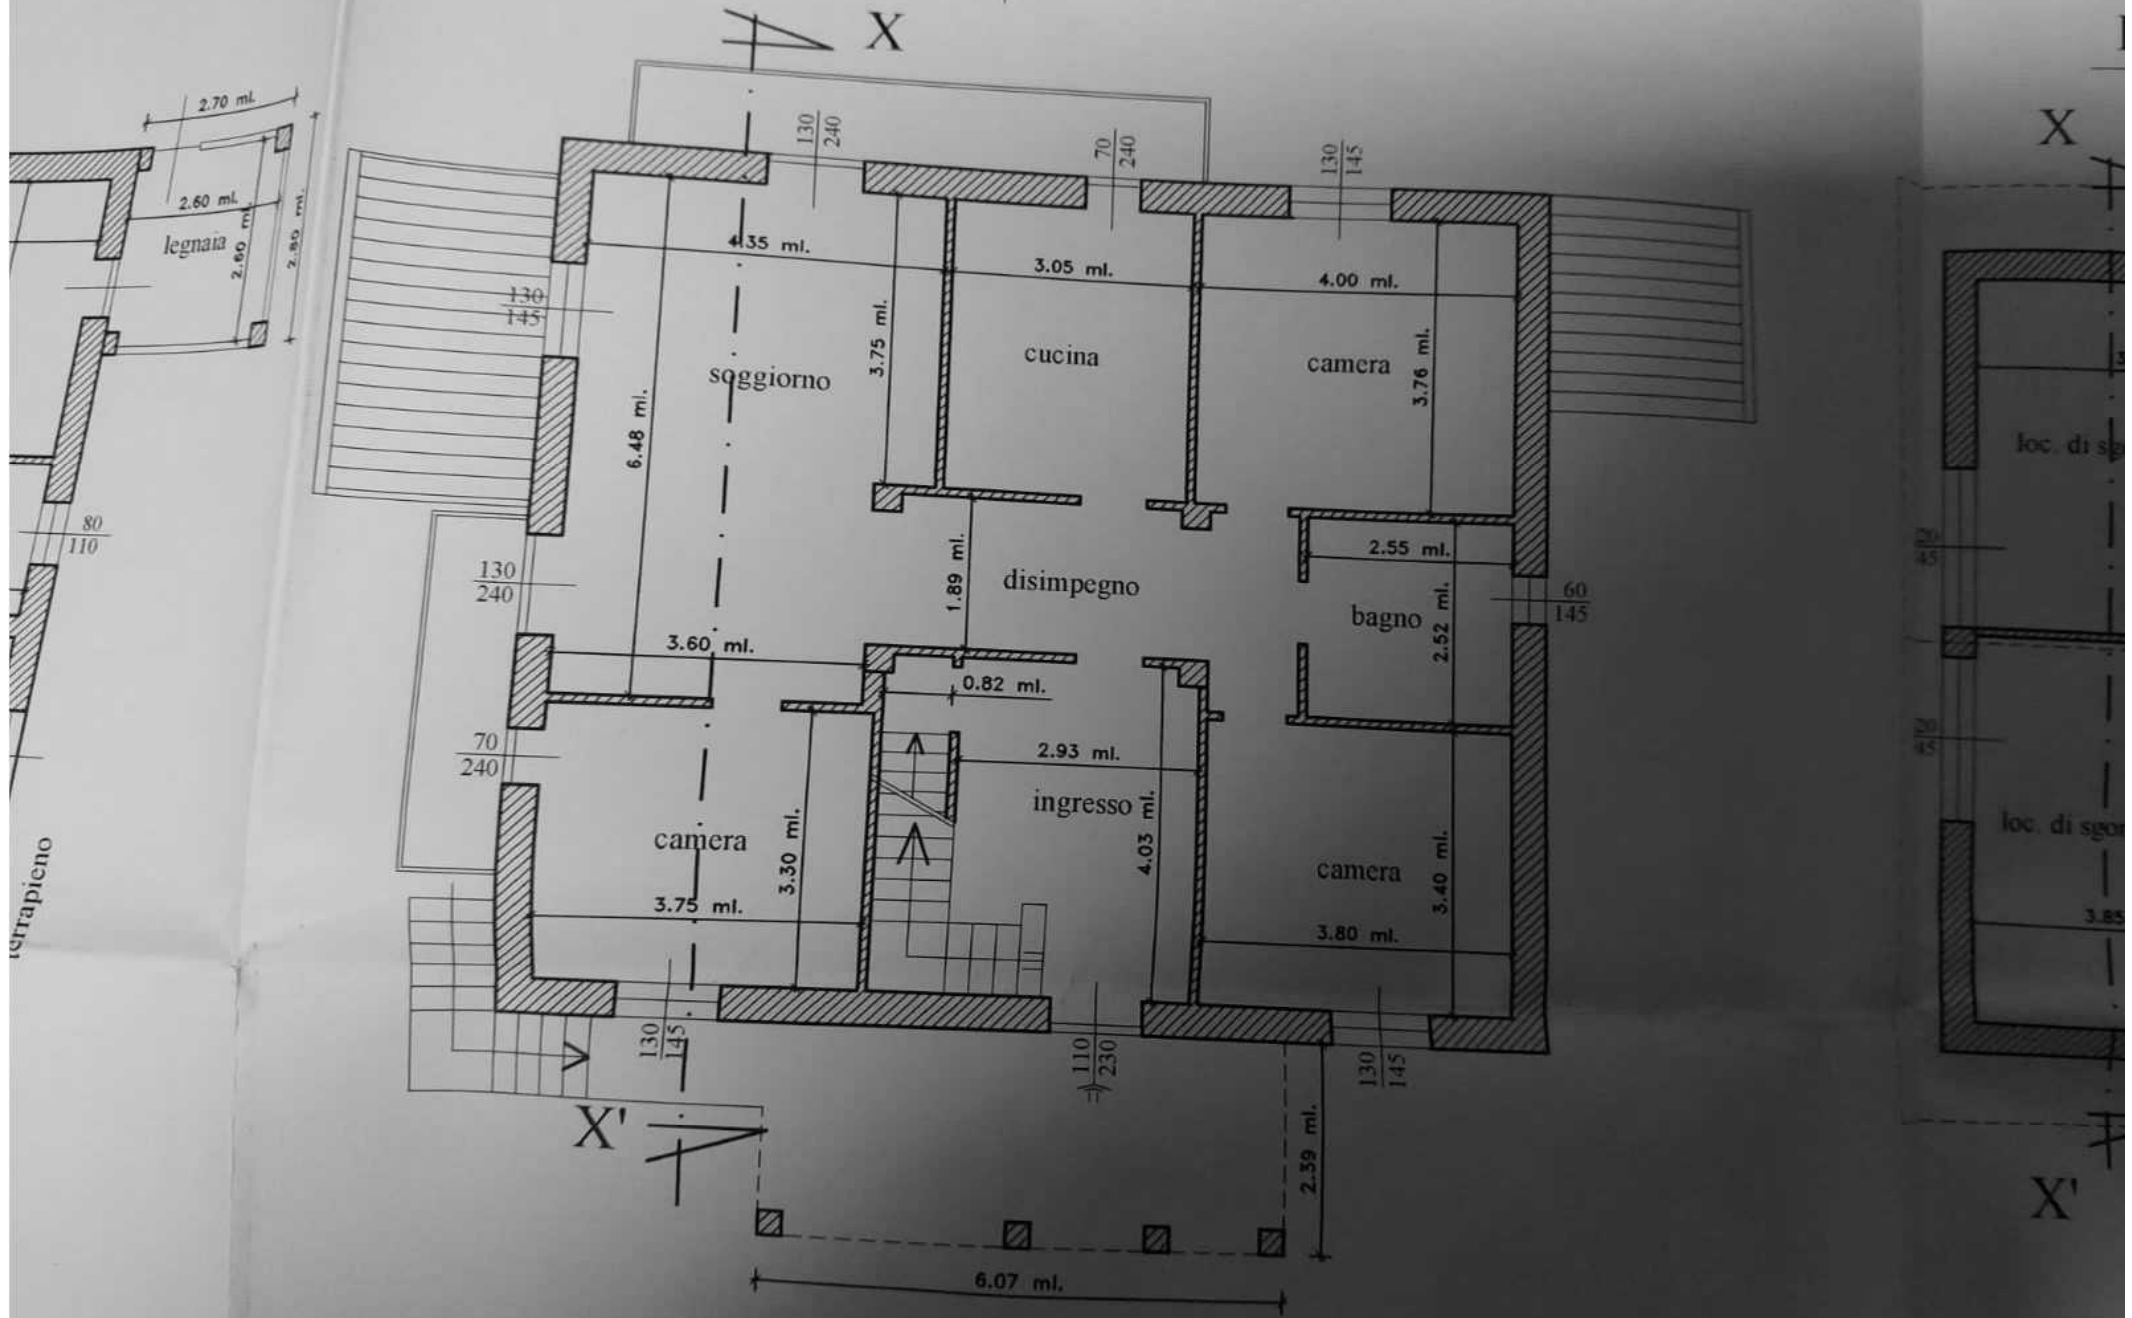 X
2.70 ml.
2.60 ml.
legnaia
2.60 ml.
2.80 ml.
80
110
terrapieno
130
240
70
240
130
145
130
145
4.35 ml.
3.05 ml.
4.00 ml.
3.75 ml.
3.76 ml.
soggiorno
cucina
camera
6.48 ml.
130
240
1.89 ml.
disimpegno
2.55 ml.
bagno
2.52 ml.
60
145
3.60 ml.
0.82 ml.
70
240
2.93 ml.
ingresso
4.03 ml.
camera
3.30 ml.
3.75 ml.
camera
3.40 ml.
3.80 ml.
130
145
110
230
130
145
X'
2.39 ml.
6.07 ml.
X
loc. di
45
45
loc. di
3.85
X'